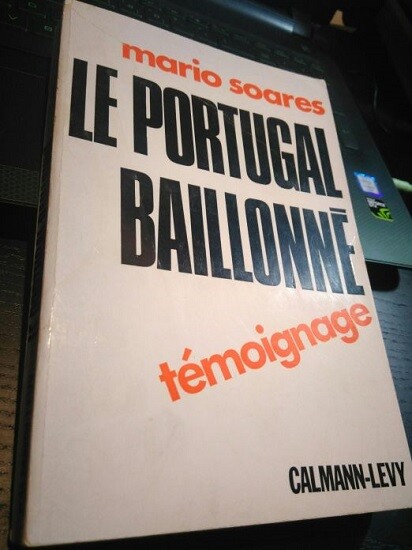 mario soares
LE PORTUGAL
BAILLONNÉ
témoignage
CALMANN-LEVY